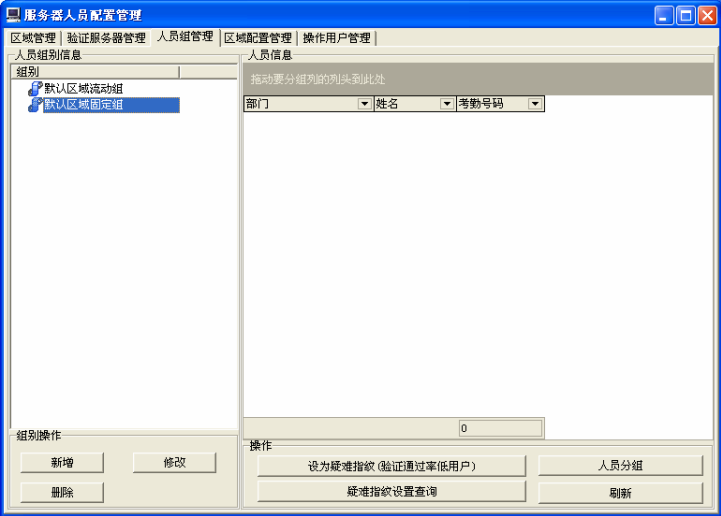 服务器人员配置管理
区域管理 验证服务器管理 人员组管理 区域配置管理 操作用户管理
人员组别信息
组别
默认区域流动组
默认区域固定组
组别操作
新增 修改
删除
人员信息
拖动要分组列的列头到此处
部门 姓名 考勤号码
0
操作
设为疑难指纹(验证通过率低用户) 人员分组
疑难指纹设置查询 刷新